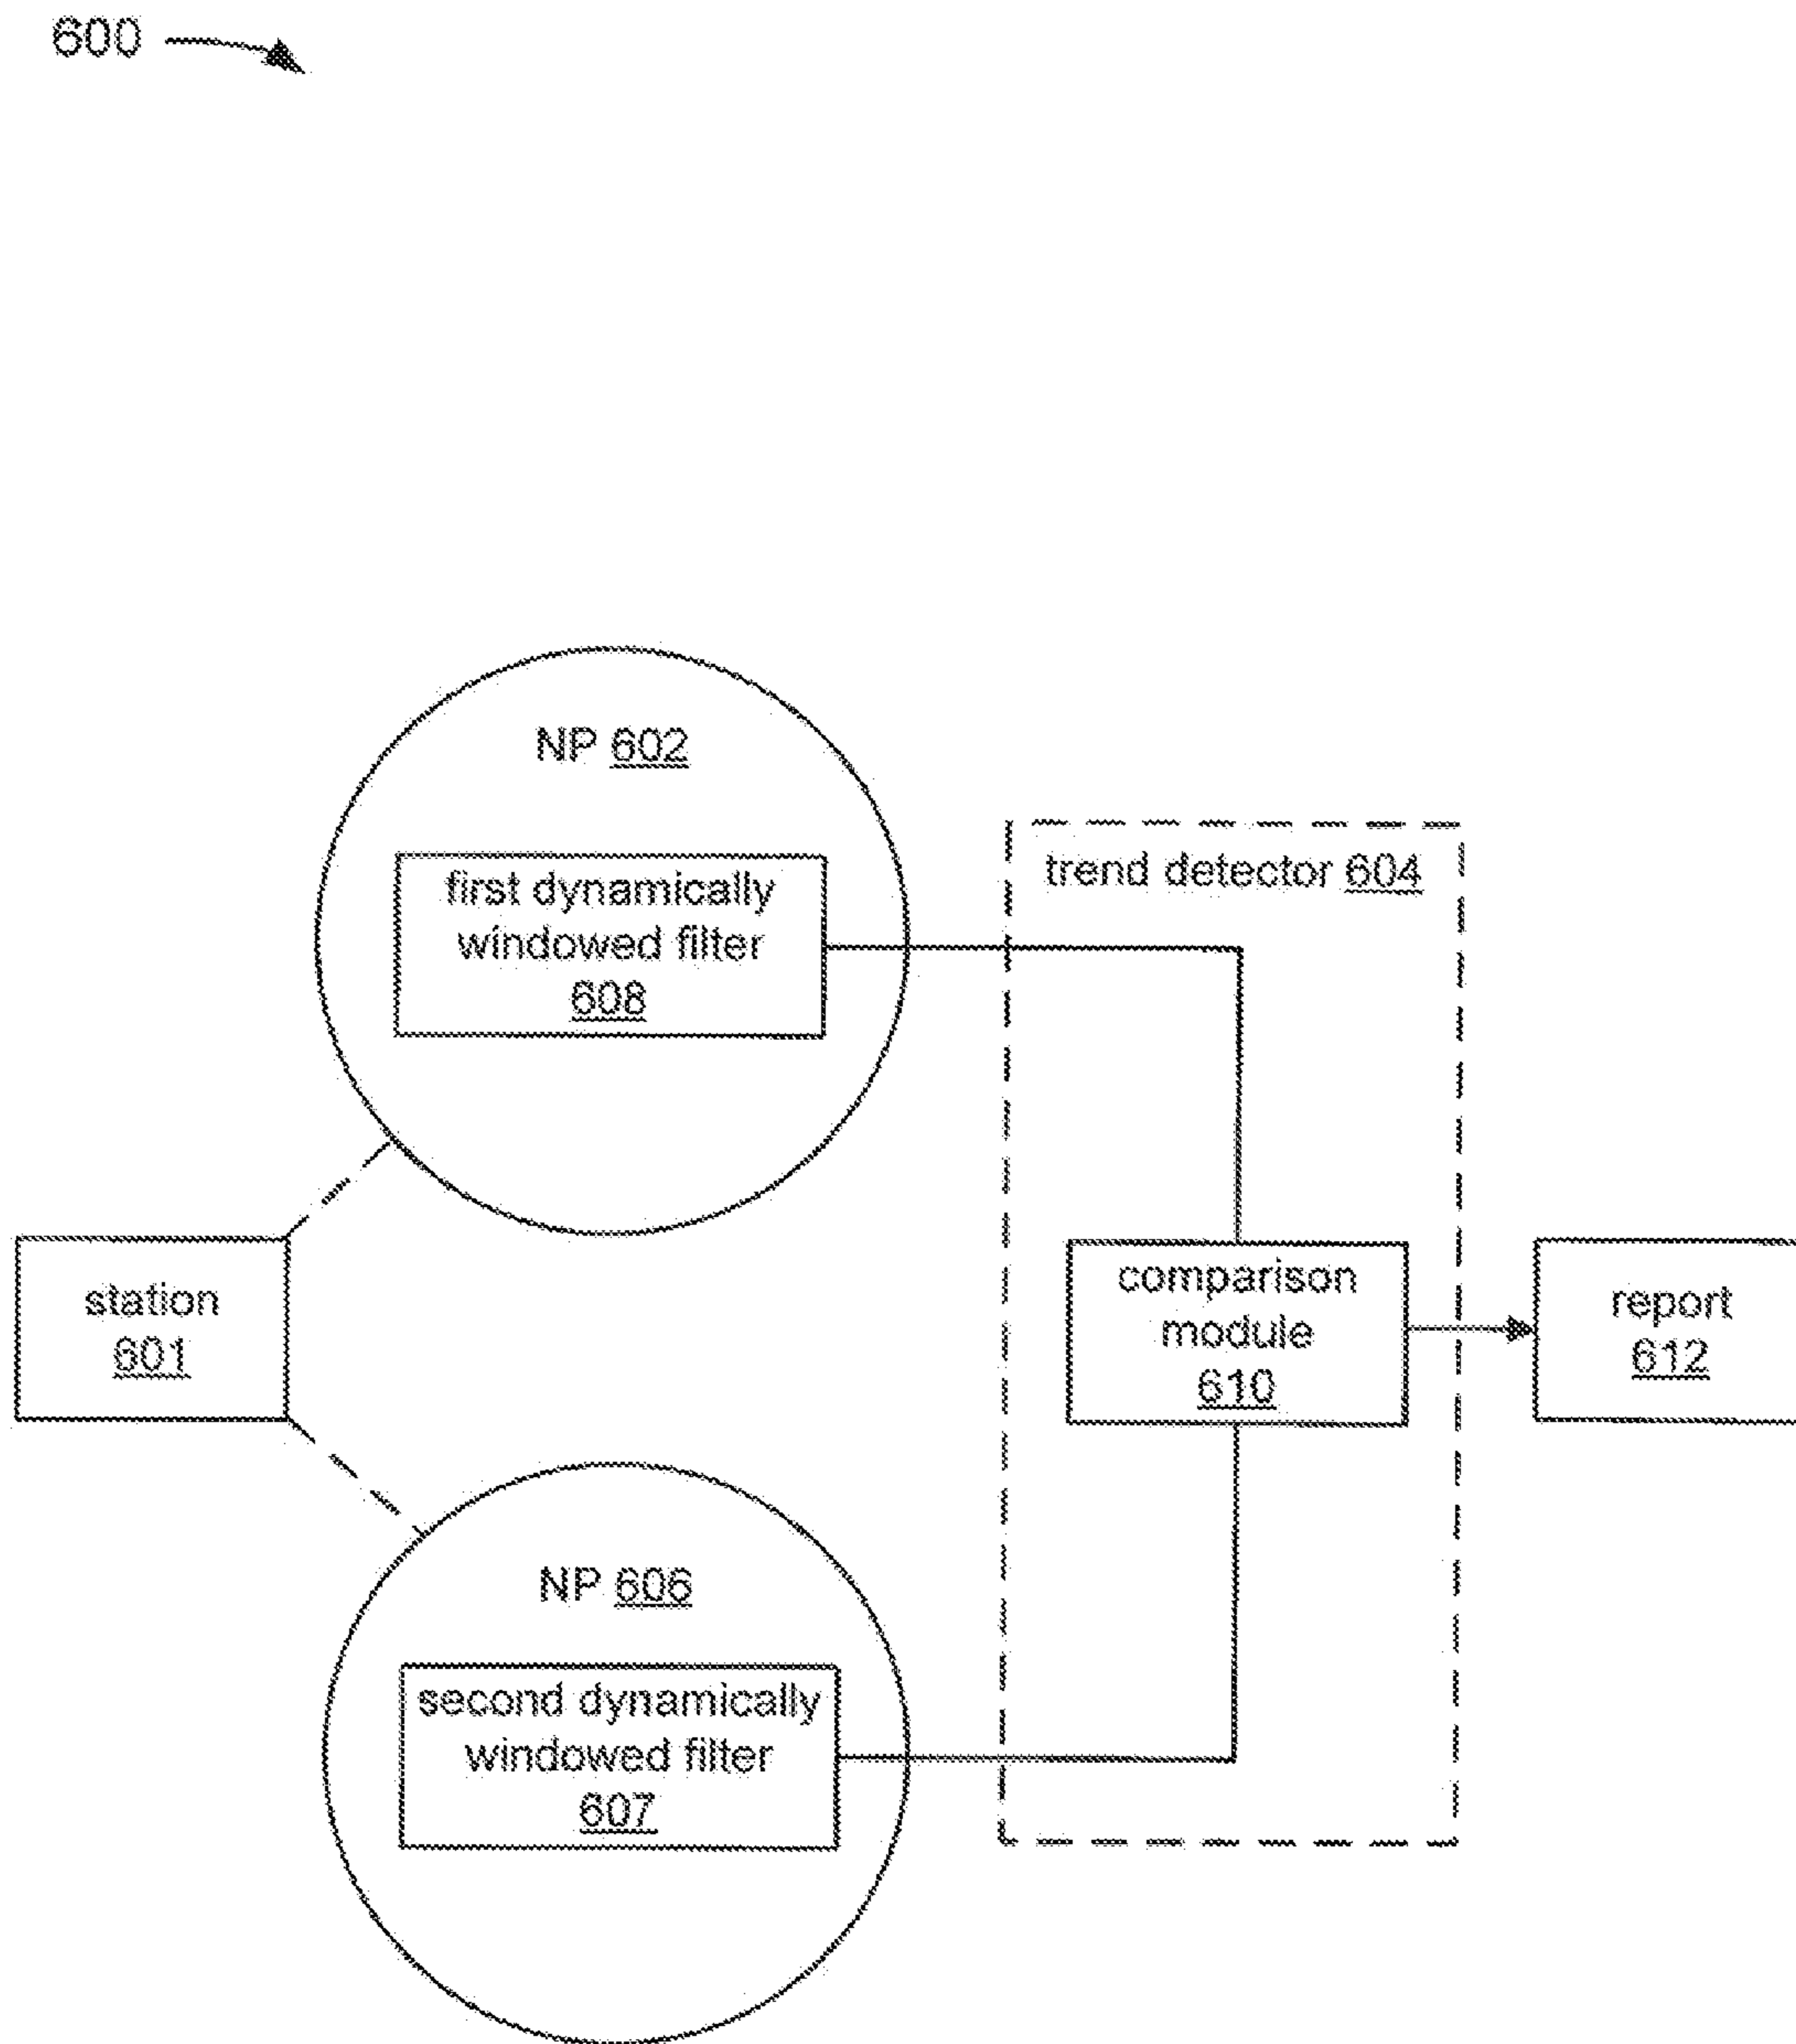 600
NP 602
first dynamically
windowed filter
608
trend detector 604
station
601
comparison
module
610
report
612
NP 606
second dynamically
windowed filter
607